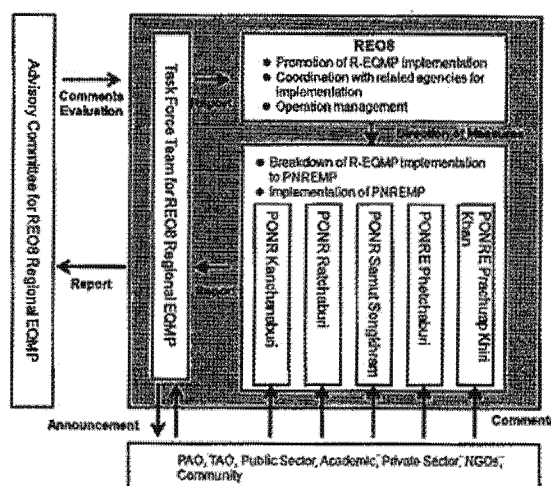 Advisory Committee for REO8 Regional EQMP
Comments
Evaluation
Report
Task Force Team for REO8 Regional EQMP
REO8
Promotion of R-EQMP implementation
Coordination with related agencies for
implementation
Operation management
Direction of Measures
Breakdown of R-EQMP implementation
to PNREMP
Implementation of PNREMP
PONR Kanchanaburi
PONR Ratchaburi
PONR Samut Songkhram
PONRE Phetchaburi
PONRE Prachuap Khiri
Khan
Announcement
Comments
PAO, TAO, Public Sector, Academic, Private Sector, NGOs,
Community